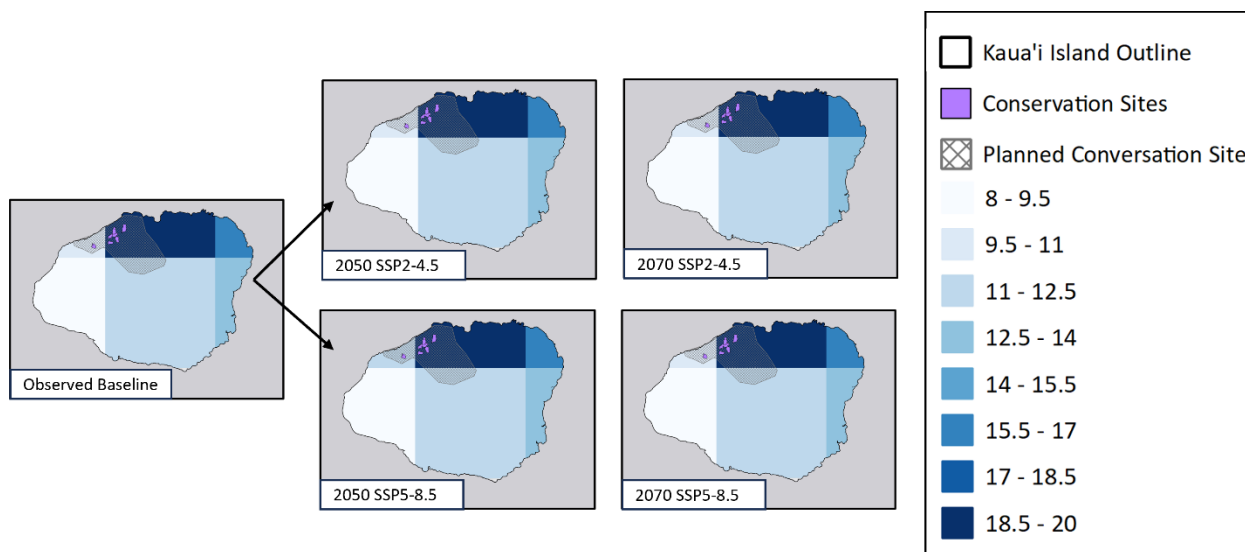 Observed Baseline
2050 SSP2-4.5
2070 SSP2-4.5
2050 SSP5-8.5
2070 SSP5-8.5
Kaua'i Island Outline
Conservation Sites
Planned Conversation Site
8 - 9.5
9.5 - 11
11 - 12.5
12.5 - 14
14 - 15.5
15.5 - 17
17 - 18.5
18.5 - 20